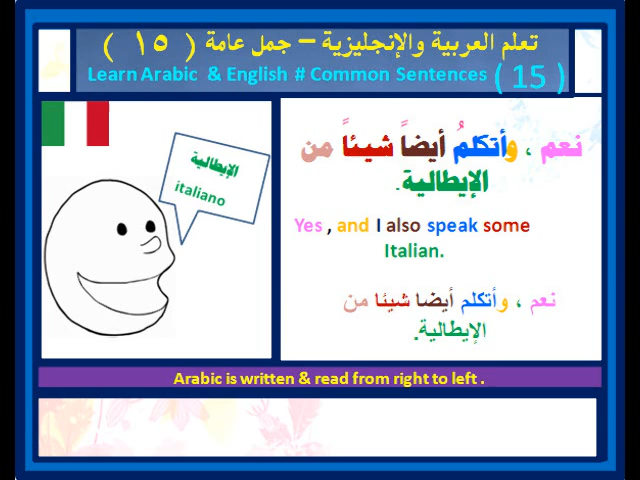 تعلم العربية والإنجليزية – جمل عامة ( ١٥ )
Learn Arabic & English # Common Sentences ( 15 )
الإيطالية
italiano
نعم ، وأتكلمُ أيضاً شيئاً من
الإيطالية.
Yes , and I also speak some
Italian.
نعم ، وأتكلم أيضا شيئا من
الإيطالية.
Arabic is written & read from right to left .